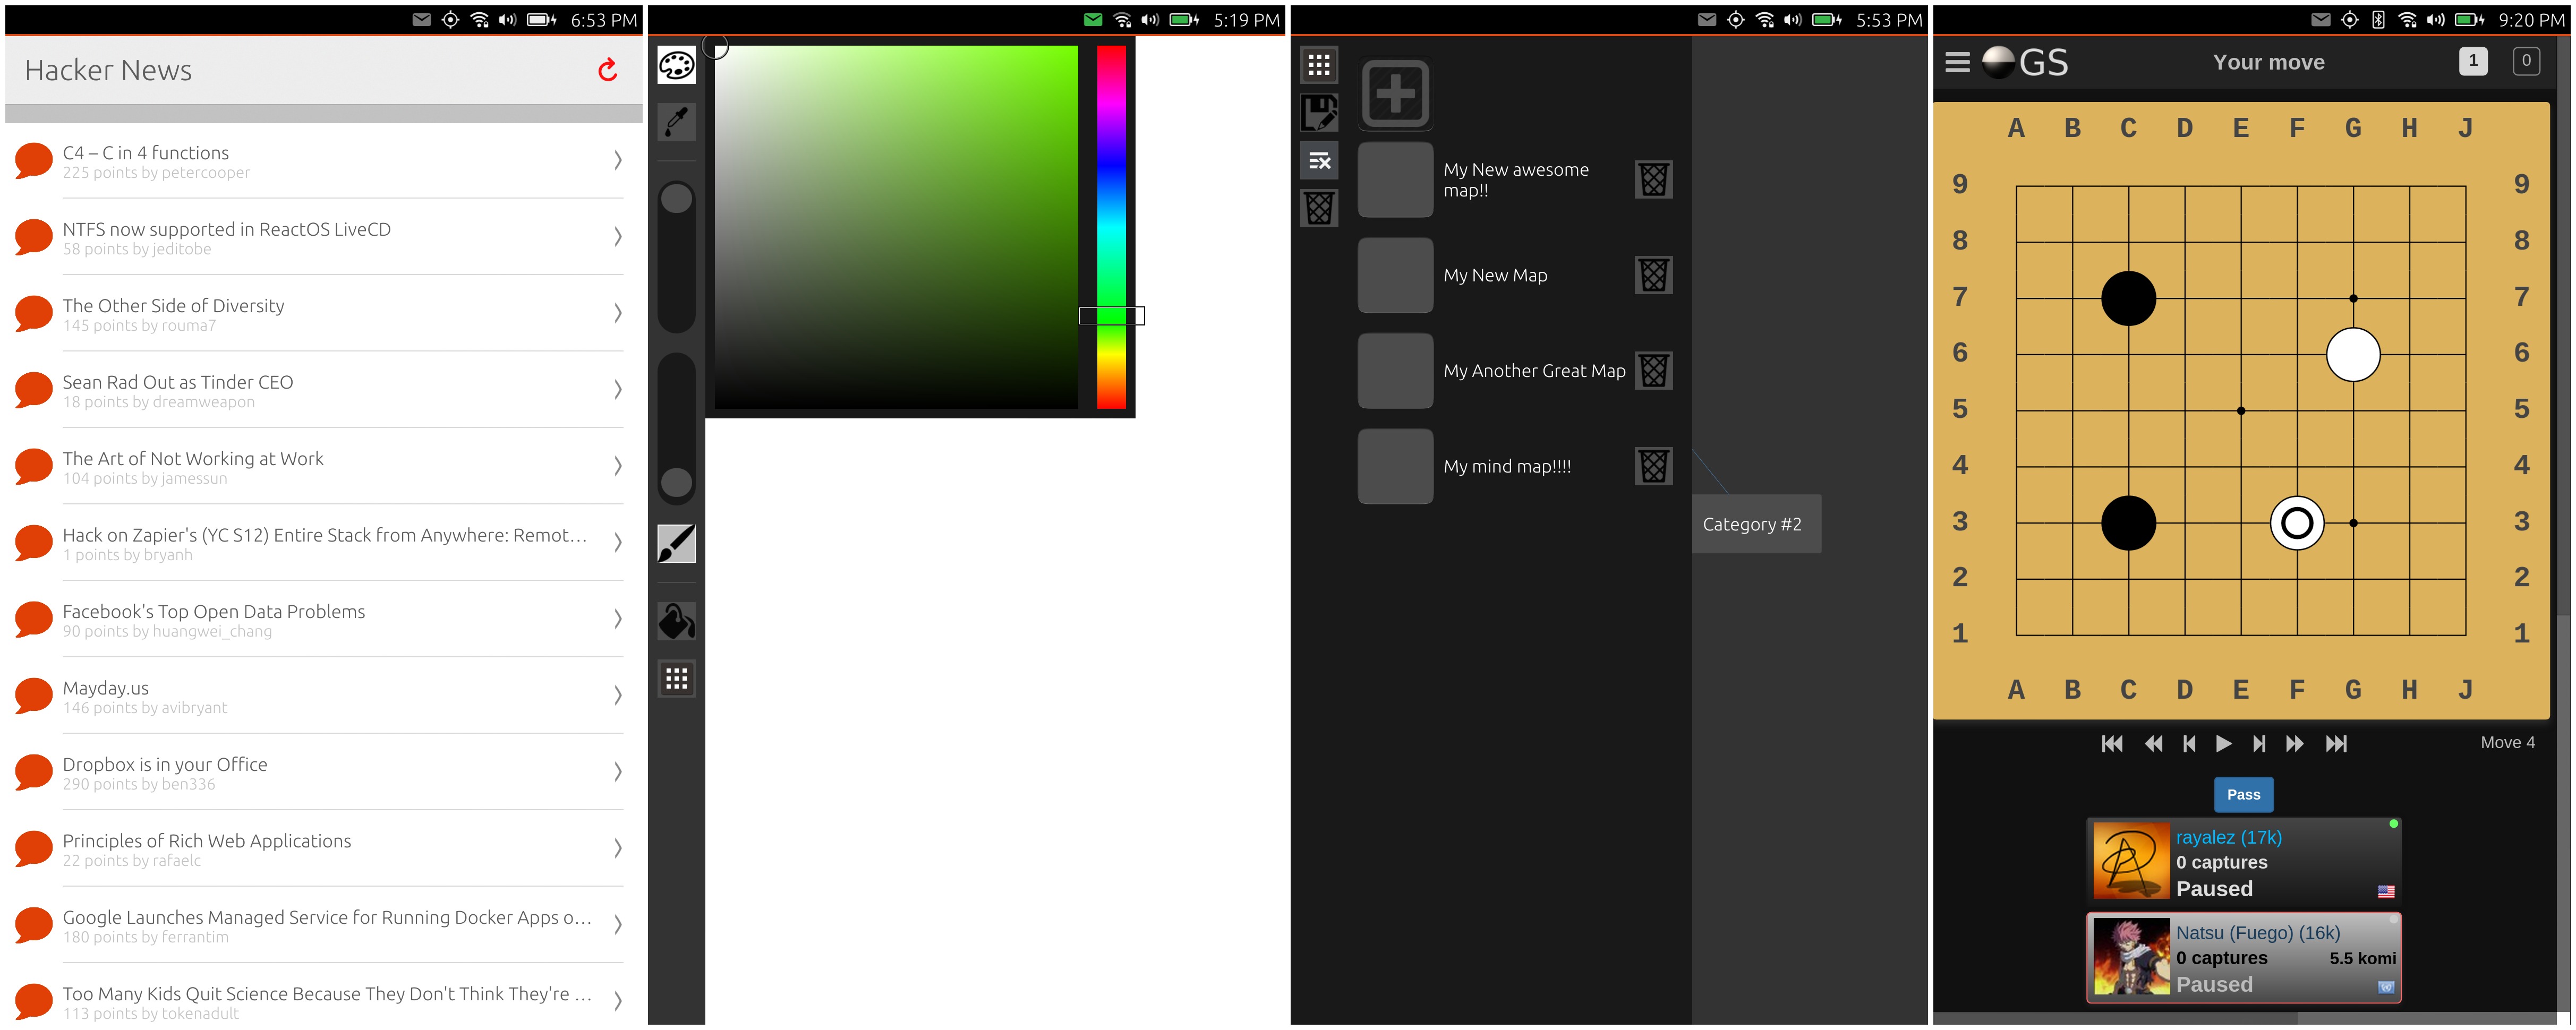 6:53 PM
Hacker News
C4 – C in 4 functions
225 points by petercooper
NTFS now supported in ReactOS LiveCD
58 points by jeditobe
The Other Side of Diversity
145 points by rouma7
Sean Rad Out as Tinder CEO
18 points by dreamweapon
The Art of Not Working at Work
104 points by jamessun
Hack on Zapier's (YC S12) Entire Stack from Anywhere: Remot...
1 points by bryanh
Facebook's Top Open Data Problems
90 points by huangwei_chang
Mayday.us
146 points by avibryant
Dropbox is in your Office
290 points by ben336
Principles of Rich Web Applications
22 points by rafaelc
Google Launches Managed Service for Running Docker Apps o...
180 points by ferrantim
Too Many Kids Quit Science Because They Don't Think They're ...
113 points by tokenadult
5:19 PM
5:53 PM
My New awesome
map!!
My New Map
My Another Great Map
My mind map!!!!
Category #2
9:20 PM
GS
Your move
1
0
A B C D E F G H J
9 9
8 8
7 7
6 6
5 5
4 4
3 3
2 2
1 1
A B C D E F G H J
Move 4
Pass
rayalez (17k)
0 captures
Paused
Natsu (Fuego) (16k)
0 captures 5.5 komi
Paused